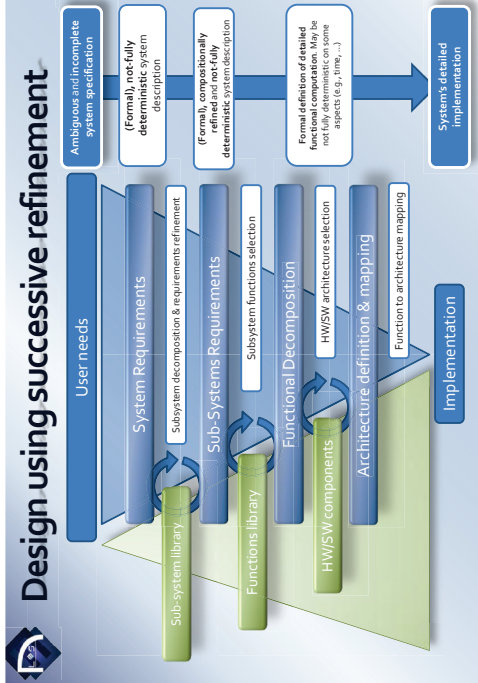 Design using successive refinement
User needs
System Requirements
Subsystem decomposition & requirements refinement
Sub-system library
Sub-Systems Requirements
Subsystem functions selection
Functions library
Functional Decomposition
HW/SW architecture selection
HW/SW components
Architecture definition & mapping
Function to architecture mapping
Implementation
Ambiguous and incomplete
system specification
(Formal), not-fully
deterministic system
description
(Formal), compositionally
refined and not-fully
deterministic system description
Formal definition of detailed
functional computation. May be
not fully deterministic on some
aspects (e.g., time, ...)
System's detailed
implementation